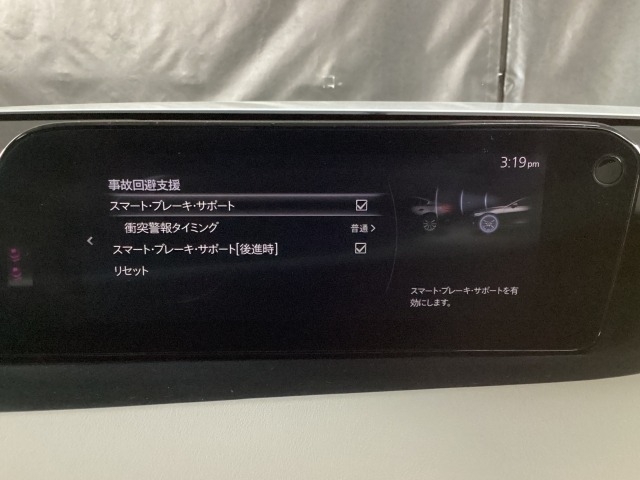 3:19pm
事故回避支援
スマート・ブレーキ・サポート
衝突警報タイミング 普通
スマート・ブレーキ・サポート[後進時]
リセット
スマート・ブレーキ・サポートを有
効にします。